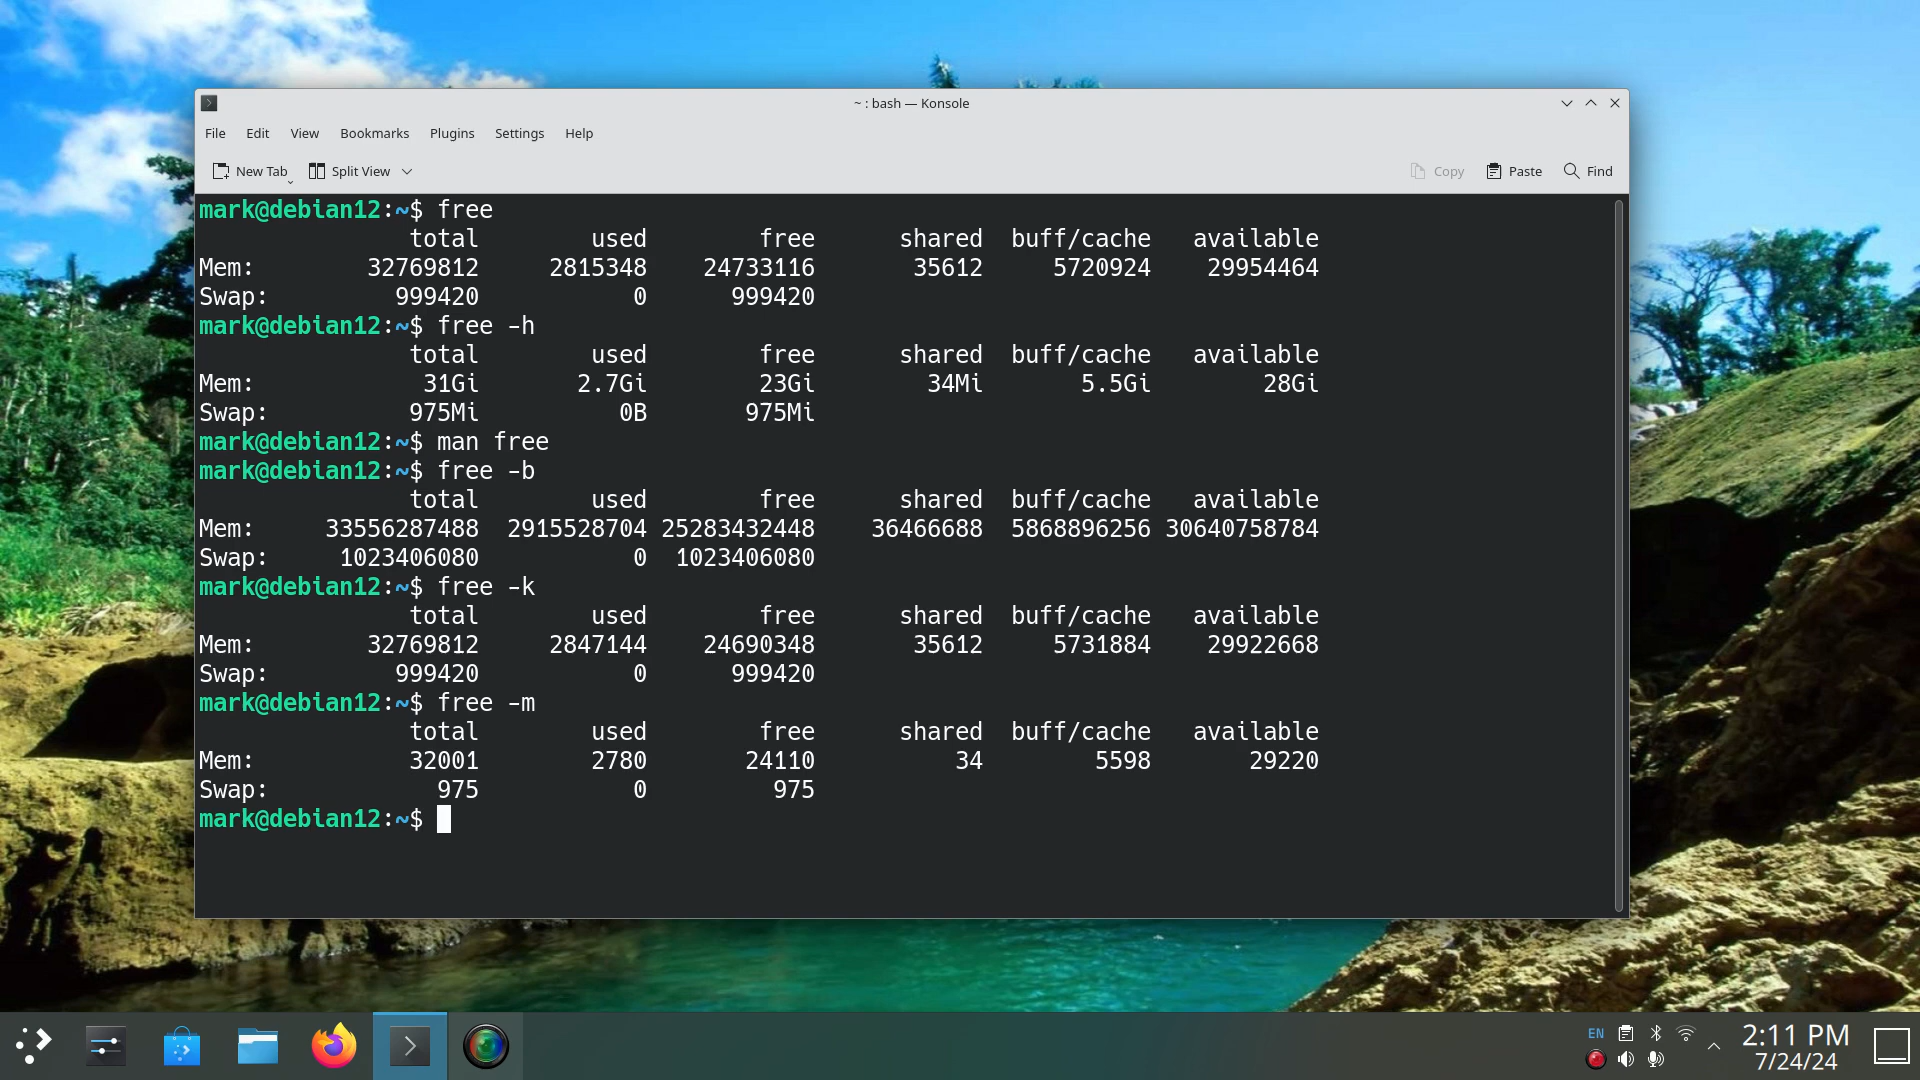 ~ : bash — Konsole
File Edit View Bookmarks Plugins Settings Help
New Tab Split View Copy Paste Find
mark@debian12:~$ free
total used free shared buff/cache available
Mem: 32769812 2815348 24733116 35612 5720924 29954464
Swap: 999420 0 999420
mark@debian12:~$ free -h
total used free shared buff/cache available
Mem: 31Gi 2.7Gi 23Gi 34Mi 5.5Gi 28Gi
Swap: 975Mi 0B 975Mi
mark@debian12:~$ man free
mark@debian12:~$ free -b
total used free shared buff/cache available
Mem: 33556287488 2915528704 25283432448 36466688 5868896256 30640758784
Swap: 1023406080 0 1023406080
mark@debian12:~$ free -k
total used free shared buff/cache available
Mem: 32769812 2847144 24690348 35612 5731884 29922668
Swap: 999420 0 999420
mark@debian12:~$ free -m
total used free shared buff/cache available
Mem: 32001 2780 24110 34 5598 29220
Swap: 975 0 975
mark@debian12:~$
EN 2:11 PM
7/24/24